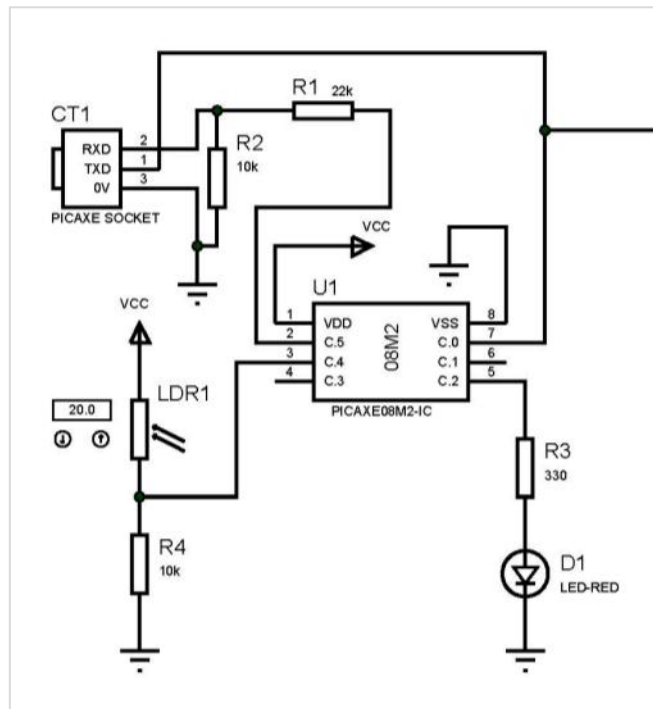 R1
22k
CT1
RXD
TXD
0V
2
1
3
R2
10k
PICAXE SOCKET
VCC
VCC
U1
1
2
3
4
VDD
C.5
C.4
C.3
08M2
VSS
C.0
C.1
C.2
8
7
6
5
PICAXE08M2-IC
LDR1
20.0
R3
330
R4
10k
D1
LED-RED